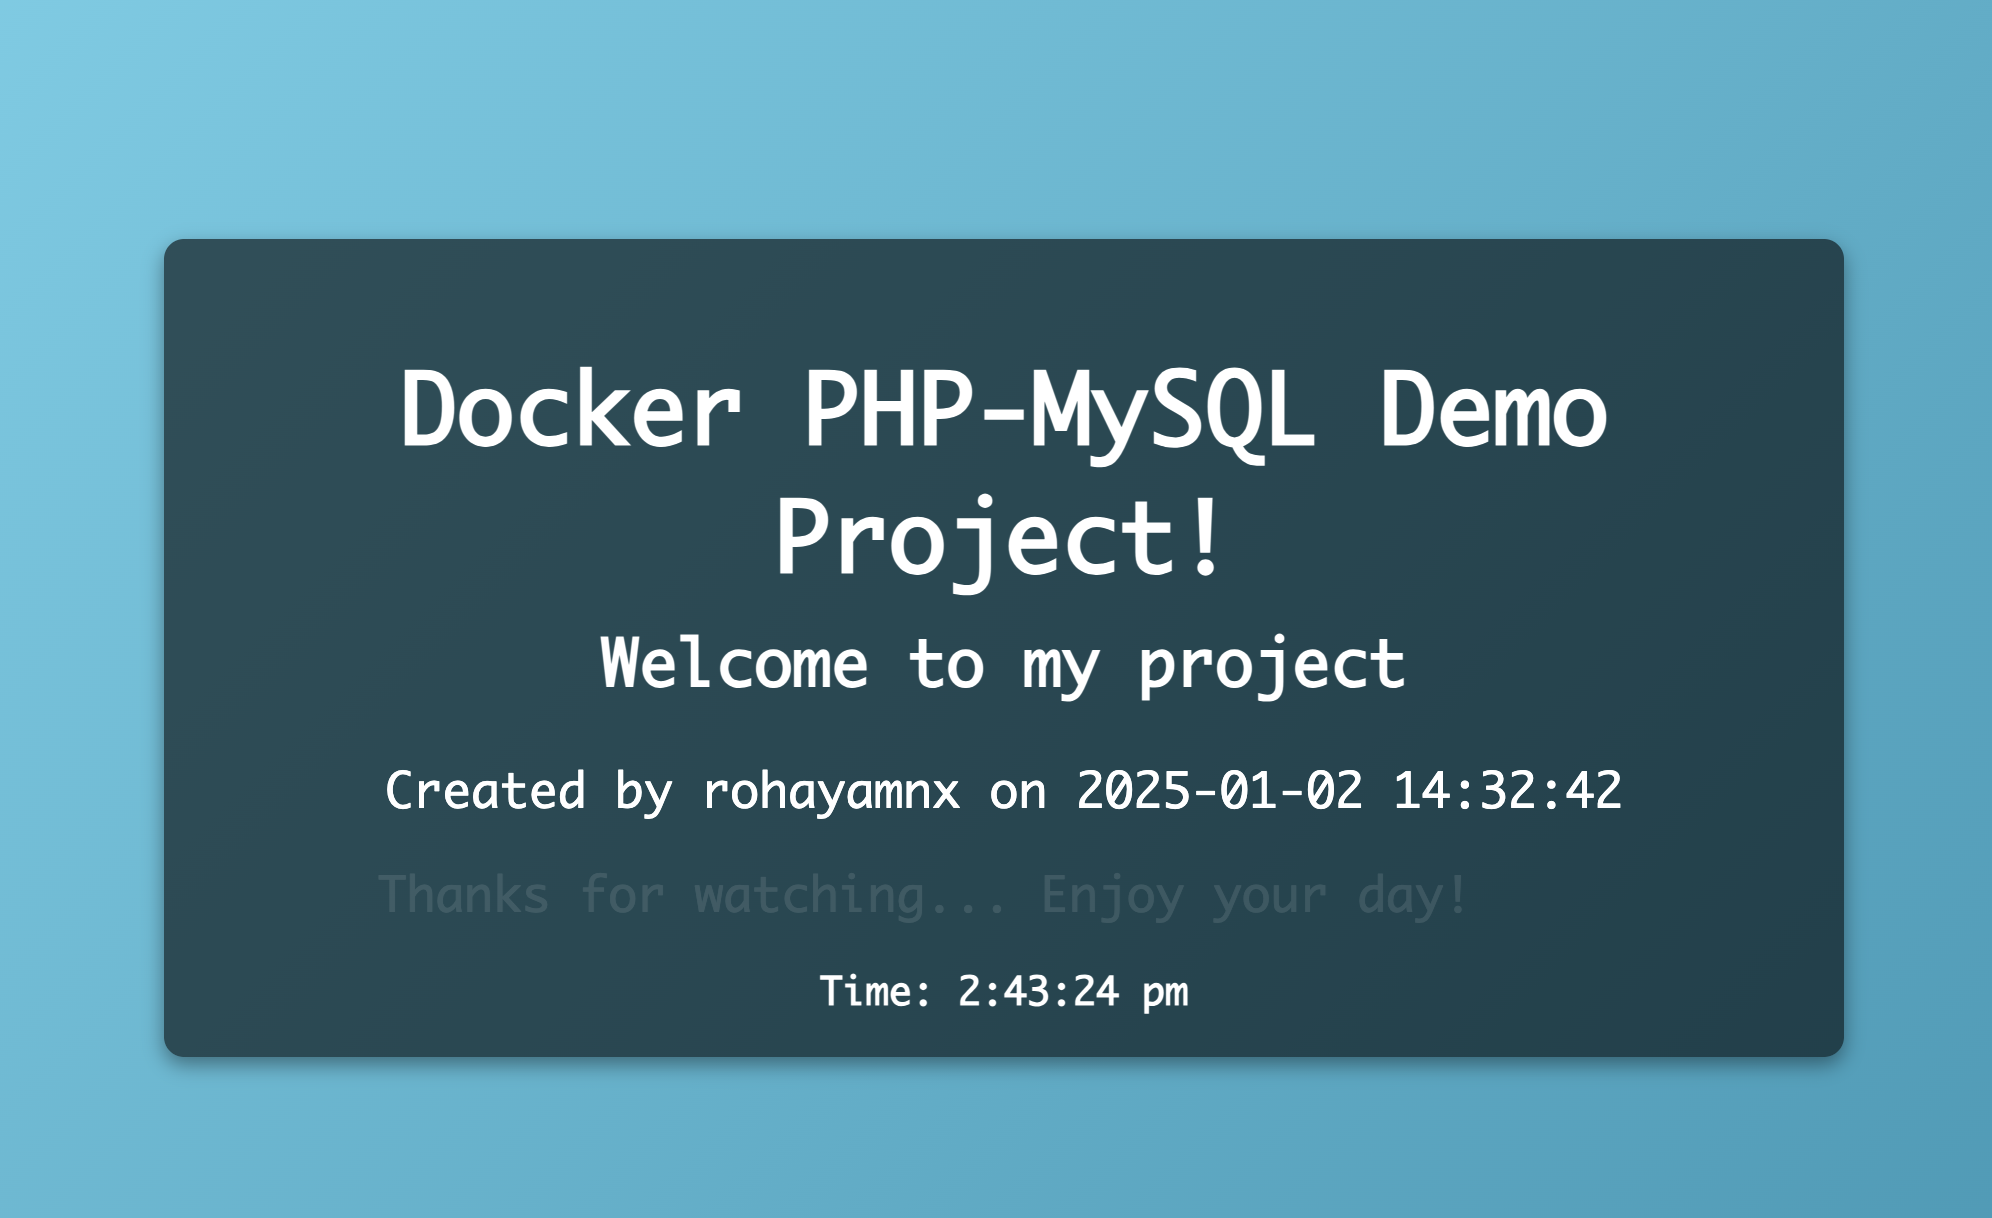 Docker PHP-MySQL Demo
Project!
Welcome to my project
Created by rohayamnx on 2025-01-02 14:32:42
Thanks for watching... Enjoy your day!
Time: 2:43:24 pm